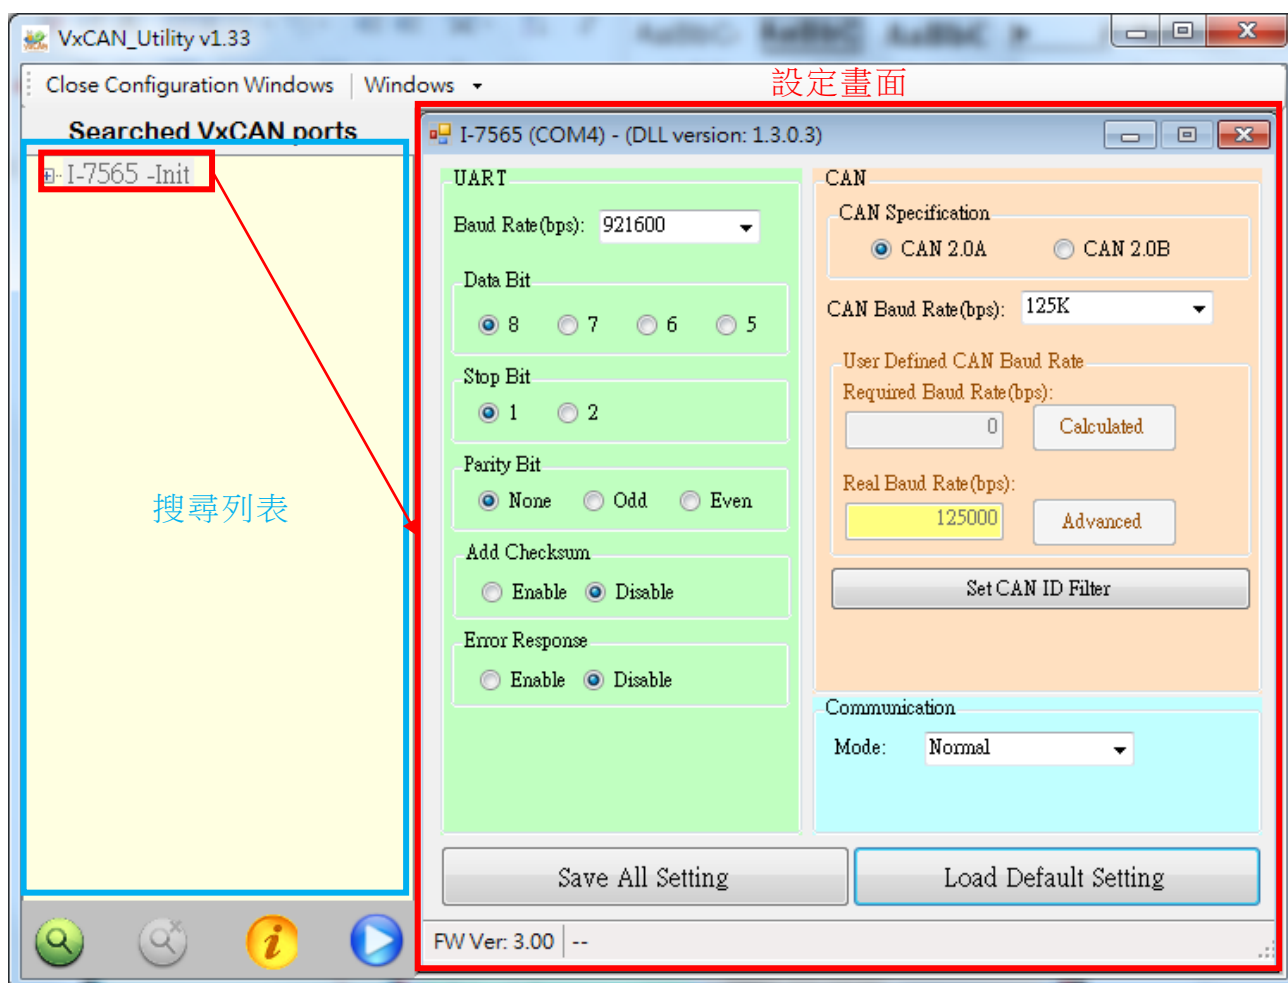 VxCAN_Utility v1.33
Close Configuration Windows Windows
設定畫面
Searched VxCAN ports
I-7565 -Init
搜尋列表
I-7565 (COM4) - (DLL version: 1.3.0.3)
UART
Baud Rate(bps): 921600
Data Bit
8 7 6 5
Stop Bit
1 2
Parity Bit
None Odd Even
Add Checksum
Enable Disable
Error Response
Enable Disable
CAN
CAN Specification
CAN 2.0A CAN 2.0B
CAN Baud Rate(bps): 125K
User Defined CAN Baud Rate
Required Baud Rate(bps):
0 Calculated
Real Baud Rate(bps):
125000 Advanced
Set CAN ID Filter
Communication
Mode: Normal
Save All Setting Load Default Setting
FW Ver: 3.00 --